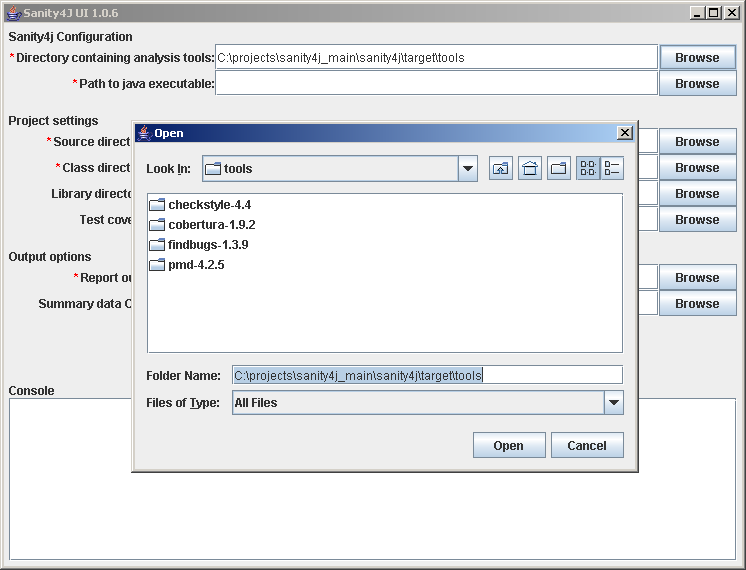 Sanity4J UI 1.0.6
Sanity4j Configuration
*Directory containing analysis tools: C:\projects\sanity4j_main\sanity4j\target\tools Browse
*Path to java executable: Browse
Project settings
*Source direct Browse
*Class direct Browse
Library directo Browse
Test cove Browse
Output options
*Report ou Browse
Summary data C Browse
Console
Open
Look In: tools
checkstyle-4.4
cobertura-1.9.2
findbugs-1.3.9
pmd-4.2.5
Folder Name: C:\projects\sanity4j_main\sanity4j\target\tools
Files of Type: All Files
Open Cancel